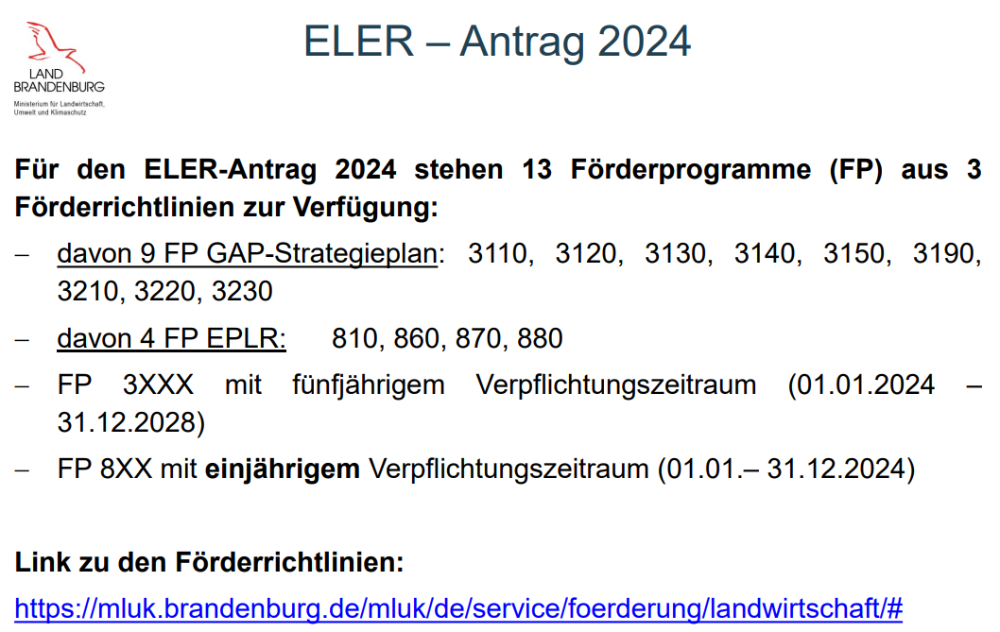 ELER – Antrag 2024
LAND
BRANDENBURG
Ministerium für Landwirtschaft,
Umwelt und Klimaschutz
Für den ELER-Antrag 2024 stehen 13 Förderprogramme (FP) aus 3
Förderrichtlinien zur Verfügung:
– davon 9 FP GAP-Strategieplan: 3110, 3120, 3130, 3140, 3150, 3190,
3210, 3220, 3230
– davon 4 FP EPLR: 810, 860, 870, 880
– FP 3XXX mit fünfjährigem Verpflichtungszeitraum (01.01.2024 –
31.12.2028)
– FP 8XX mit einjährigem Verpflichtungszeitraum (01.01.– 31.12.2024)
Link zu den Förderrichtlinien:
https://mluk.brandenburg.de/mluk/de/service/foerderung/landwirtschaft/#